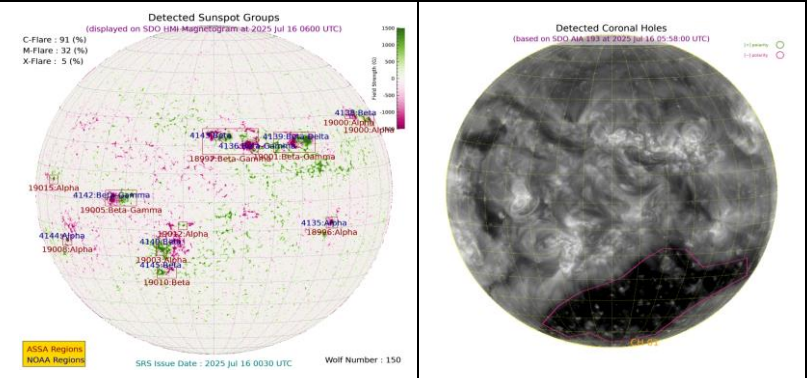 Detected Sunspot Groups
(displayed on SDO HMI Magnetogram at 2025 Jul 16 0600 UTC)
C-Flare : 91 (%)
M-Flare : 32 (%)
X-Flare : 5 (%)
1500
1000
500
0
-500
-1000
Field Strength (G)
4138:Beta
19000:Alpha
19000:Alpha
4143:Beta
4139:Beta-Delta
4136:Beta-Gamma
18997:Beta-Gamma
19001:Beta-Gamma
19015:Alpha
4142:Beta-Gamma
19005:Beta-Gamma
4135:Alpha
18996:Alpha
19012:Alpha
4144:Alpha
4140:Beta
19008:Alpha
19003:Alpha
4145:Beta
19010:Beta
ASSA Regions
NOAA Regions
SRS Issue Date : 2025 Jul 16 0030 UTC
Wolf Number : 150
Detected Coronal Holes
(based on SDO AIA 193 at 2025 Jul 16 05:58:00 UTC)
[+] polarity
[-] polarity